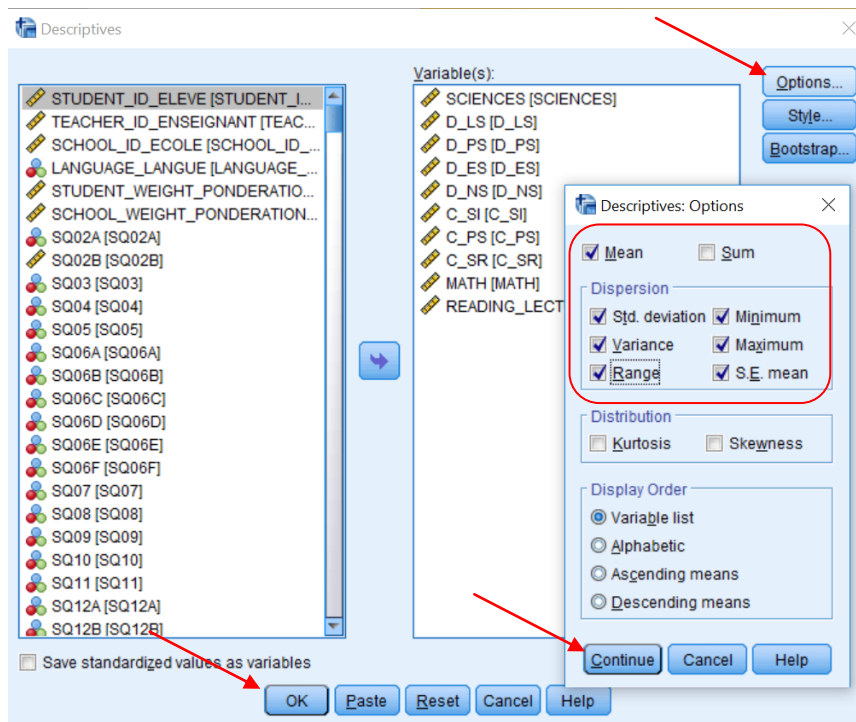 Descriptives
STUDENT_ID_ELEVE [STUDENT_I...
TEACHER_ID_ENSEIGNANT [TEAC...
SCHOOL_ID_ECOLE [SCHOOL_ID_...
LANGUAGE_LANGUE [LANGUAGE_...
STUDENT_WEIGHT_PONDERATIO...
SCHOOL_WEIGHT_PONDERATION...
SQ02A [SQ02A]
SQ02B [SQ02B]
SQ03 [SQ03]
SQ04 [SQ04]
SQ05 [SQ05]
SQ06A [SQ06A]
SQ06B [SQ06B]
SQ06C [SQ06C]
SQ06D [SQ06D]
SQ06E [SQ06E]
SQ06F [SQ06F]
SQ07 [SQ07]
SQ08 [SQ08]
SQ09 [SQ09]
SQ10 [SQ10]
SQ11 [SQ11]
SQ12A [SQ12A]
SQ12B [SQ12B]
Save standardized values as variables
Variable(s):
SCIENCES [SCIENCES]
D_LS [D_LS]
D_PS [D_PS]
D_ES [D_ES]
D_NS [D_NS]
C_SI [C_SI]
C_PS [C_PS]
C_SR [C_SR]
MATH [MATH]
READING_LECT
Options...
Style...
Bootstrap...
Descriptives: Options
Mean Sum
Dispersion
Std. deviation Minimum
Variance Maximum
Range S.E. mean
Distribution
Kurtosis Skewness
Display Order
Variable list
Alphabetic
Ascending means
Descending means
Continue Cancel Help
OK Paste Reset Cancel Help